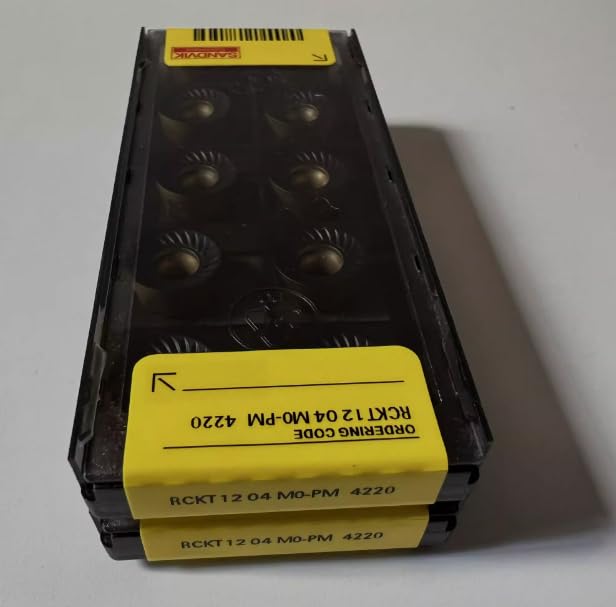 SANDVIK
ORDERING CODE
RCKT 12 04 M0-PM 4220
RCKT 12 04 M0-PM 4220
RCKT 12 04 M0-PM 4220